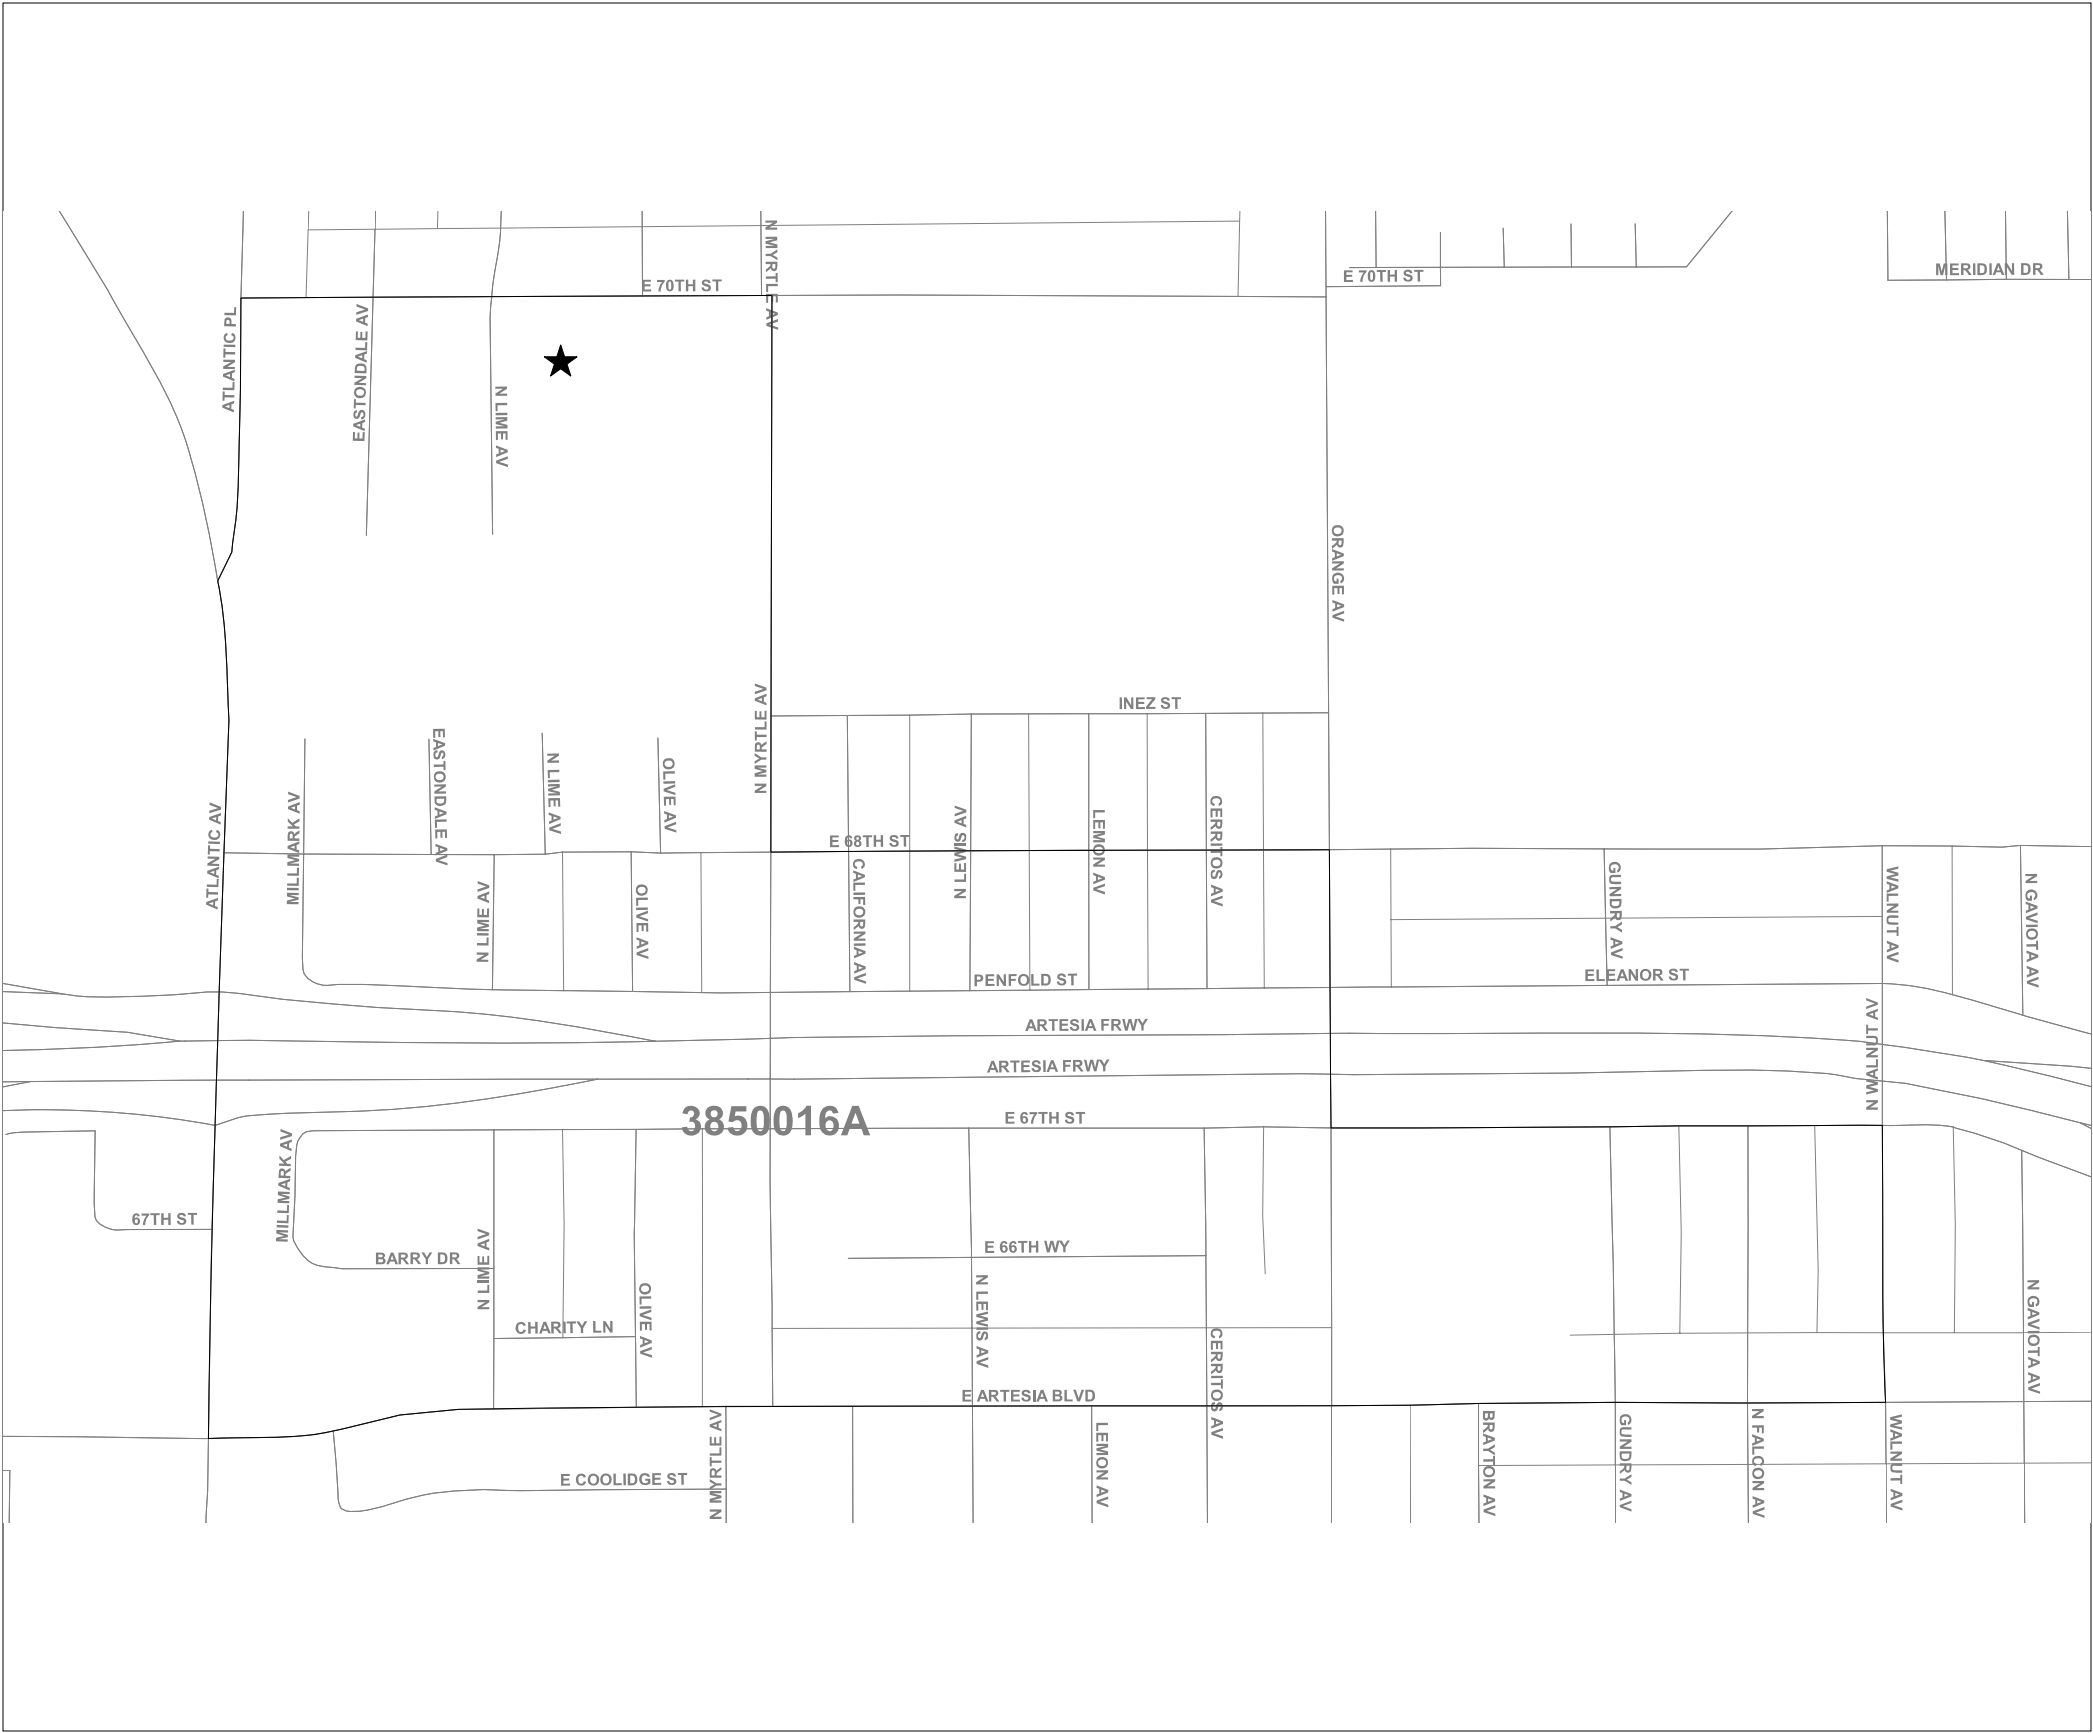 N MYRTLE AV
E 70TH ST
E 70TH ST
MERIDIAN DR
ATLANTIC PL
EASTONDALE AV
N LIME AV
ORANGE AV
INEZ ST
N MYRTLE AV
EASTONDALE AV
N LIME AV
OLIVE AV
MILLMARK AV
ATLANTIC AV
E 68TH ST
N LEWIS AV
LEMON AV
CERRITOS AV
CALIFORNIA AV
N LIME AV
OLIVE AV
GUNDRY AV
WALNUT AV
N GAVIOTA AV
PENFOLD ST
ELEANOR ST
ARTESIA FRWY
N WALNUT AV
ARTESIA FRWY
3850016A
E 67TH ST
MILLMARK AV
67TH ST
BARRY DR
N LIME AV
E 66TH WY
N LEWIS AV
OLIVE AV
CHARITY LN
CERRITOS AV
N GAVIOTA AV
E ARTESIA BLVD
N MYRTLE AV
LEMON AV
BRAYTON AV
GUNDRY AV
N FALCON AV
WALNUT AV
E COOLIDGE ST